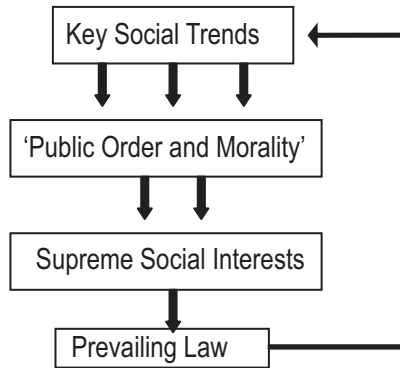 Key Social Trends
‘Public Order and Morality’
Supreme Social Interests
Prevailing Law